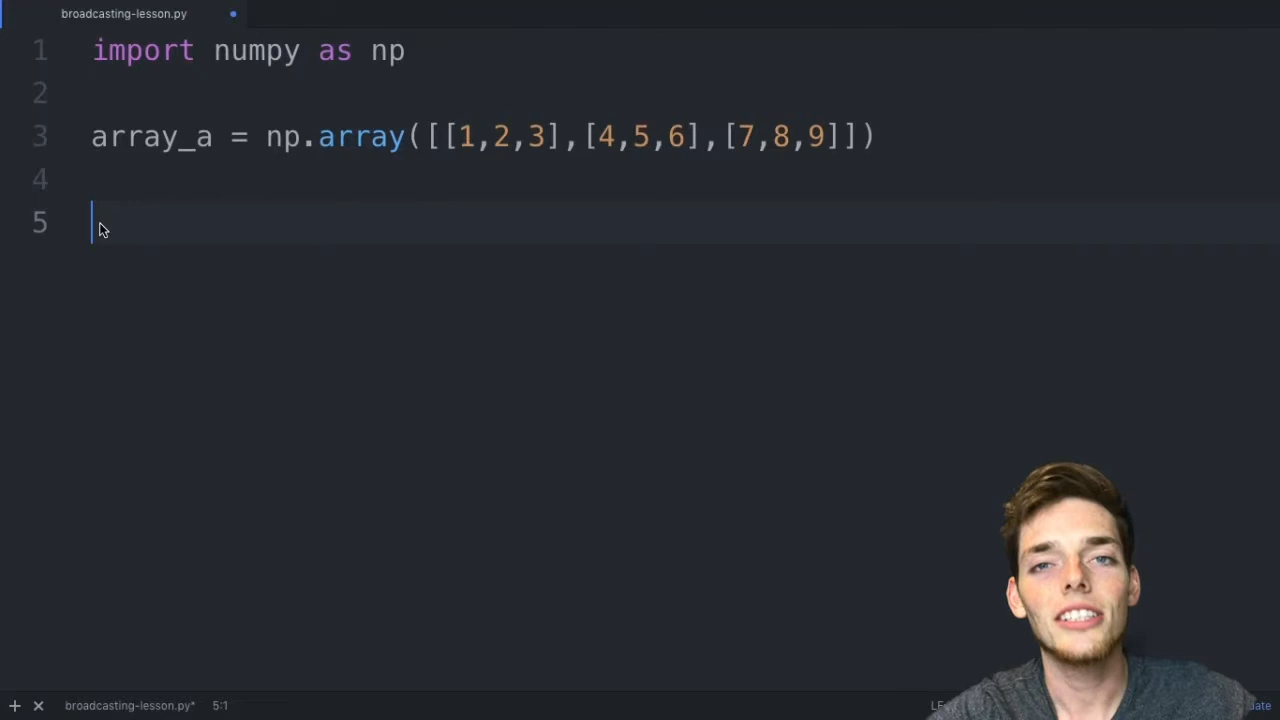 broadcasting-lesson.py
1 import numpy as np
2
3 array_a = np.array([[1,2,3],[4,5,6],[7,8,9]])
4
5
broadcasting-lesson.py* 5:1 LF